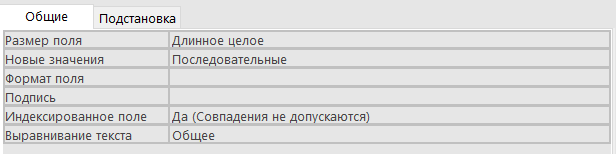 Общие Подстановка
Размер поля Длинное целое
Новые значения Последовательные
Формат поля
Подпись
Индексированное поле Да (Совпадения не допускаются)
Выравнивание текста Общее